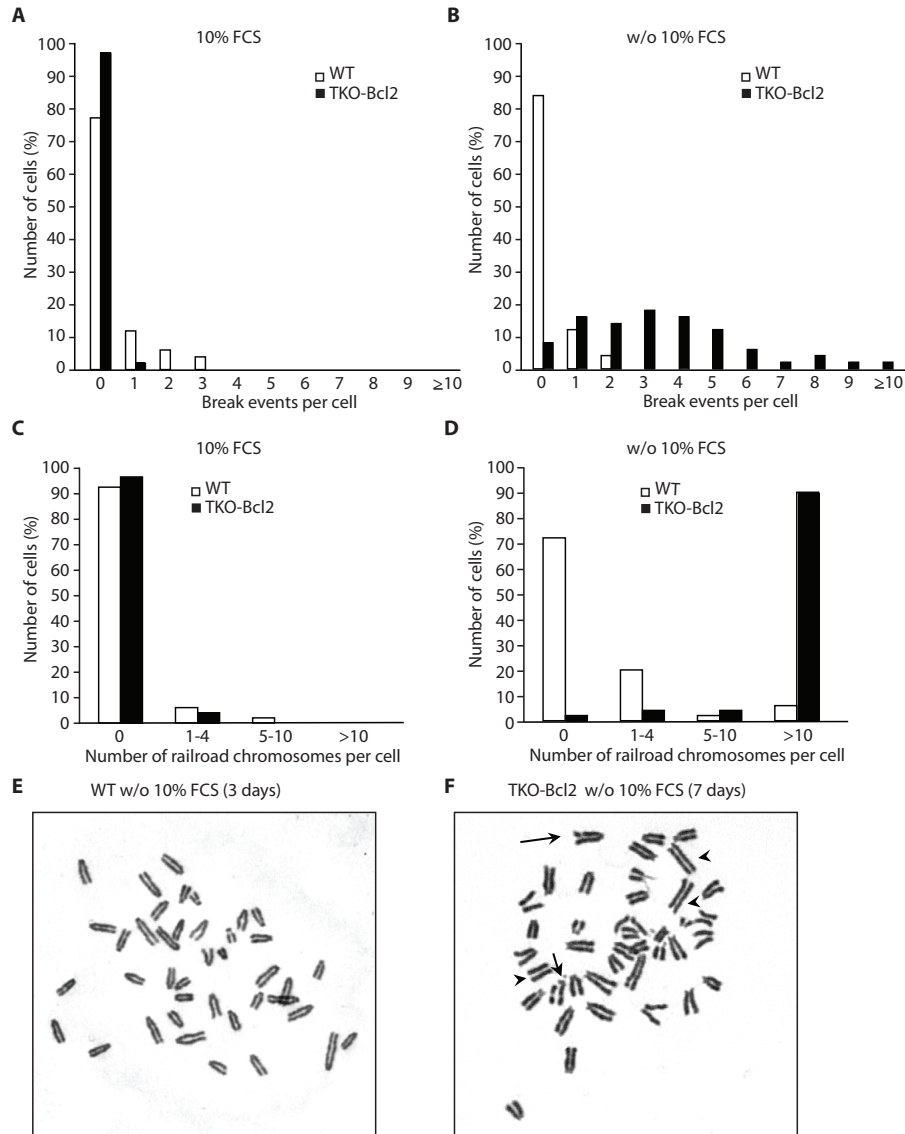 A
10% FCS
WT
TKO-Bcl2
Number of cells (%)
100
90
80
70
60
50
40
30
20
10
0
0 1 2 3 4 5 6 7 8 9 ≥10
Break events per cell
B
w/o 10% FCS
WT
TKO-Bcl2
Number of cells (%)
100
90
80
70
60
50
40
30
20
10
0
0 1 2 3 4 5 6 7 8 9 ≥10
Break events per cell
C
10% FCS
WT
TKO-Bcl2
Number of cells (%)
100
90
80
70
60
50
40
30
20
10
0
0 1-4 5-10 >10
Number of railroad chromosomes per cell
D
w/o 10% FCS
WT
TKO-Bcl2
Number of cells (%)
100
90
80
70
60
50
40
30
20
10
0
0 1-4 5-10 >10
Number of railroad chromosomes per cell
E
WT w/o 10% FCS (3 days)
F
TKO-Bcl2 w/o 10% FCS (7 days)